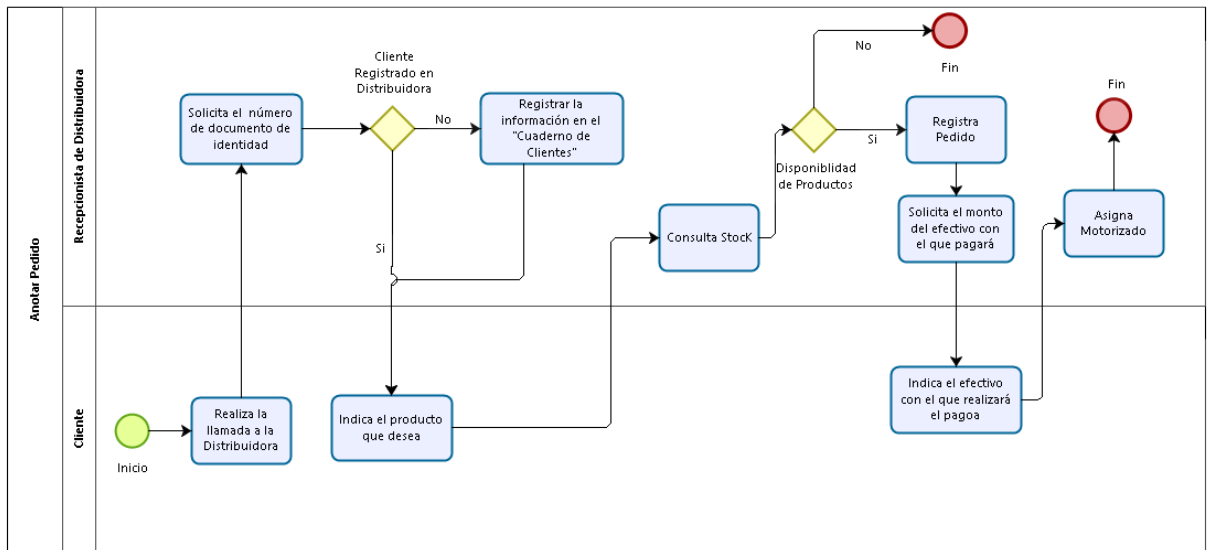 Anotar Pedido
Recepcionista de Distribuidora
Cliente
Registrado en
Distribuidora
Solicita el número
de documento de
identidad
No
Registrar la
información en el
"Cuaderno de
Clientes"
Si
Consulta StocK
Disponiblidad
de Productos
No
Fin
Si
Registra
Pedido
Solicita el monto
del efectivo con
el que pagará
Fin
Asigna
Motorizado
Cliente
Inicio
Realiza la
llamada a la
Distribuidora
Indica el producto
que desea
Indica el efectivo
con el que realizará
el pagoa